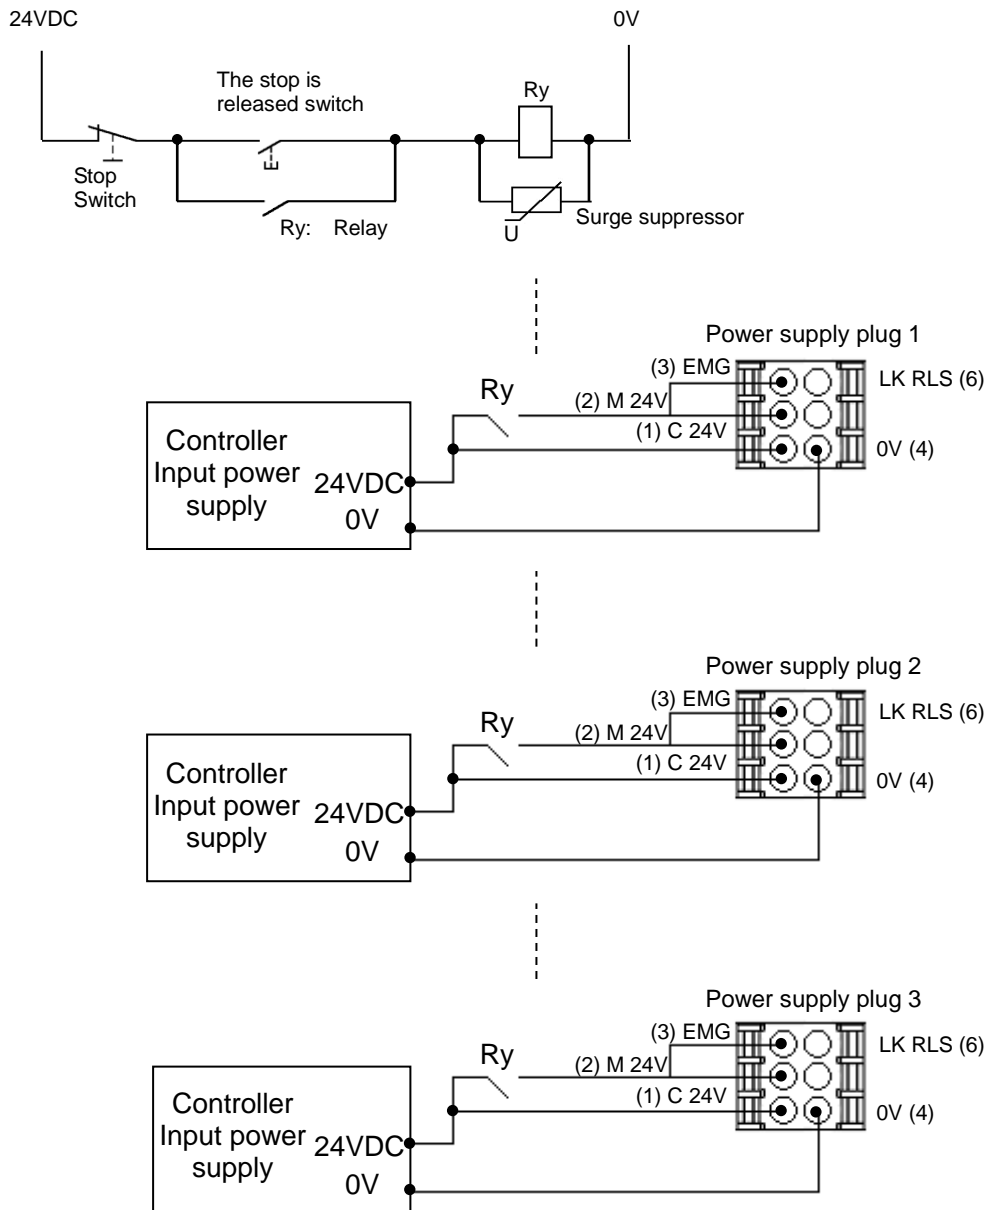 24VDC
0V
The stop is
released switch
Ry
Stop
Switch
Ry: Relay
U
Surge suppressor
Power supply plug 1
(3) EMG
LK RLS (6)
Ry
(2) M 24V
(1) C 24V
0V (4)
Controller
Input power
supply
24VDC
0V
Power supply plug 2
(3) EMG
LK RLS (6)
Ry
(2) M 24V
(1) C 24V
0V (4)
Controller
Input power
supply
24VDC
0V
Power supply plug 3
(3) EMG
LK RLS (6)
Ry
(2) M 24V
(1) C 24V
0V (4)
Controller
Input power
supply
24VDC
0V